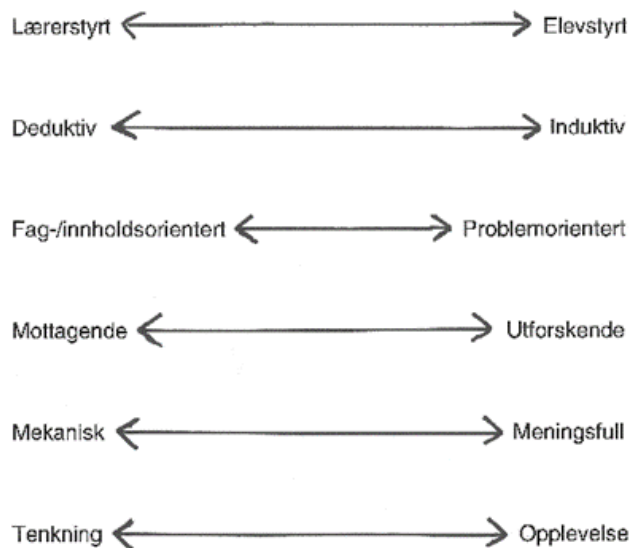 Lærerstyrt Elevstyrt
Deduktiv Induktiv
Fag-/innholdsorientert Problemorientert
Mottagende Utforskende
Mekanisk Meningsfull
Tenkning Opplevelse